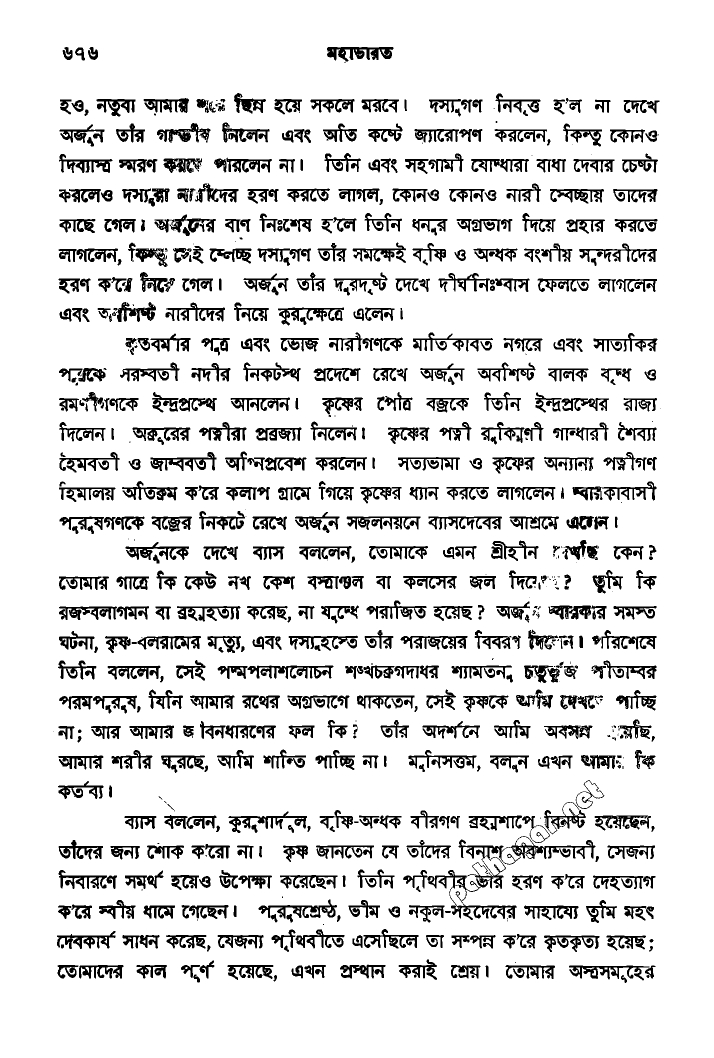 ৬৭৬ মহাভারত
হও, নতুবা আমার শরে ছিন্ন হয়ে সকলে মরবে। দস্যুগণ নিবৃত্ত হ’ল না দেখে
অর্জুন তাঁর গাণ্ডীব নিলেন এবং অতি কষ্টে জ্যারোপণ করলেন, কিন্তু কোনও
দিব্যাস্ত্র স্মরণ করতে পারলেন না। তিনি এবং সহগামী যোদ্ধারা বাধা দেবার চেষ্টা
করলেও দস্যুরা নারীদের হরণ করতে লাগল, কোনও কোনও নারী স্বেচ্ছায় তাদের
কাছে গেল। অর্জুনের বাণ নিঃশেষ হ’লে তিনি ধনুর অগ্রভাগ দিয়ে প্রহার করতে
লাগলেন, কিন্তু সেই ম্লেচ্ছ দস্যুগণ তাঁর সমক্ষেই বৃষ্ণি ও অন্ধক বংশীয় সুন্দরীদের
হরণ ক’রে নিয়ে গেল। অর্জুন তাঁর দুরদৃষ্ট দেখে দীর্ঘনিঃশ্বাস ফেলতে লাগলেন
এবং অবশিষ্ট নারীদের নিয়ে কুরুক্ষেত্রে এলেন।
কৃতবর্মার পুত্র এবং ভোজ নারীগণকে মার্তিকাবত নগরে এবং সাত্যকির
পুত্রকে সরস্বতী নদীর নিকটস্থ প্রদেশে রেখে অর্জুন অবশিষ্ট বালক বৃদ্ধ ও
রমণীগণকে ইন্দ্রপ্রস্থে আনলেন। কৃষ্ণের পৌত্র বজ্রকে তিনি ইন্দ্রপ্রস্থের রাজ্য
দিলেন। অক্রূরের পত্নীরা প্রব্রজ্যা নিলেন। কৃষ্ণের পত্নী রুক্মিণী গান্ধারী শৈব্যা
হৈমবতী ও জাম্ববতী অগ্নিপ্রবেশ করলেন। সত্যভামা ও কৃষ্ণের অন্যান্য পত্নীগণ
হিমালয় অতিক্রম ক’রে কলাপ গ্রামে গিয়ে কৃষ্ণের ধ্যান করতে লাগলেন। দ্বারকাবাসী
পুরুষগণকে বজ্রের নিকটে রেখে অর্জুন সজলনয়নে ব্যাসদেবের আশ্রমে এলেন।
অর্জুনকে দেখে ব্যাস বললেন, তোমাকে এমন শ্রীহীন দেখছি কেন?
তোমার গাত্রে কি কেউ নখ কেশ বস্ত্রাঞ্চল বা কলসের জল দিয়েছে? তুমি কি
রজস্বলাগমন বা ব্রহ্মহত্যা করেছ, না যুদ্ধে পরাজিত হয়েছ? অর্জুন দ্বারকার সমস্ত
ঘটনা, কৃষ্ণ-বলরামের মৃত্যু, এবং দস্যুহস্তে তাঁর পরাজয়ের বিবরণ দিলেন। পরিশেষে
তিনি বললেন, সেই পদ্মপলাশলোচন শঙ্খচক্রগদাধর শ্যামতনু চতুর্ভুজ পীতাম্বর
পরমপুরুষ, যিনি আমার রথের অগ্রভাগে থাকতেন, সেই কৃষ্ণকে আমি দেখতে পাচ্ছি
না; আর আমার জীবনধারণের ফল কি? তাঁর অদর্শনে আমি অবসন্ন হয়েছি,
আমার শরীর ঘুরছে, আমি শান্তি পাচ্ছি না। মুনিসত্তম, বলুন এখন আমার কি
কর্তব্য।
ব্যাস বললেন, কুরুশার্দূল, বৃষ্ণি-অন্ধক বীরগণ ব্রহ্মশাপে বিনষ্ট হয়েছেন,
তাঁদের জন্য শোক ক’রো না। কৃষ্ণ জানতেন যে তাঁদের বিনাশ অবশ্যম্ভাবী, সেজন্য
নিবারণে সমর্থ হয়েও উপেক্ষা করেছেন। তিনি পৃথিবীর ভার হরণ ক’রে দেহত্যাগ
ক’রে স্বীয় ধামে গেছেন। পুরুষশ্রেষ্ঠ, ভীম ও নকুল-সহদেবের সাহায্যে তুমি মহৎ
দেবকার্য সাধন করেছ, যেজন্য পৃথিবীতে এসেছিলে তা সম্পন্ন ক’রে কৃতকৃত্য হয়েছ;
তোমাদের কাল পূর্ণ হয়েছে, এখন প্রস্থান করাই শ্রেয়। তোমার অস্ত্রসমূহের
pathagar.net